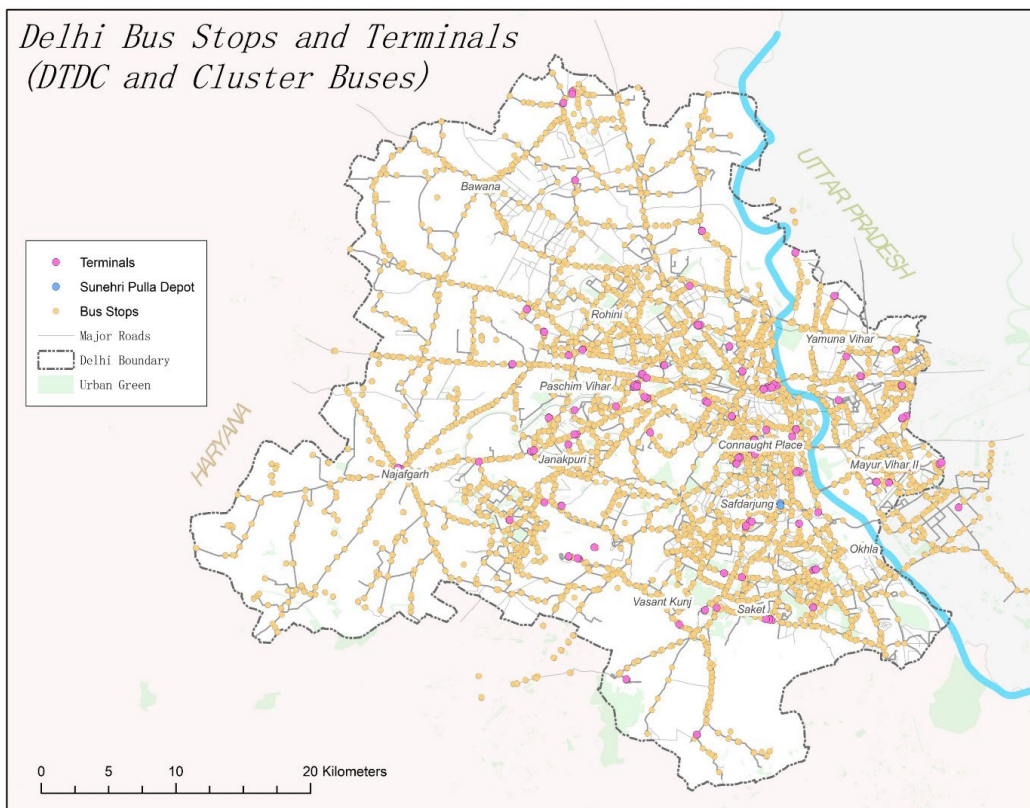 Delhi Bus Stops and Terminals
(DTDC and Cluster Buses)
UTTAR PRADESH
Bawana
Terminals
Sunehri Pulla Depot
Bus Stops
Major Roads
Delhi Boundary
Urban Green
Rohini
Yamuna Vihar
Paschim Vihar
HARYANA
Connaught Place
Janakpuri
Mayur Vihar II
Najafgarh
Safdarjung
Okhla
Vasant Kunj
Saket
0 5 10 20 Kilometers